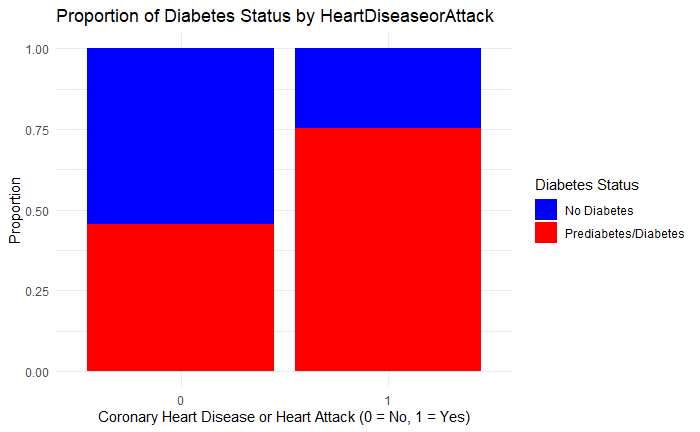 Proportion of Diabetes Status by HeartDiseaseorAttack
1.00
0.75
0.50
0.25
0.00
Proportion
0
1
Coronary Heart Disease or Heart Attack (0 = No, 1 = Yes)
Diabetes Status
No Diabetes
Prediabetes/Diabetes